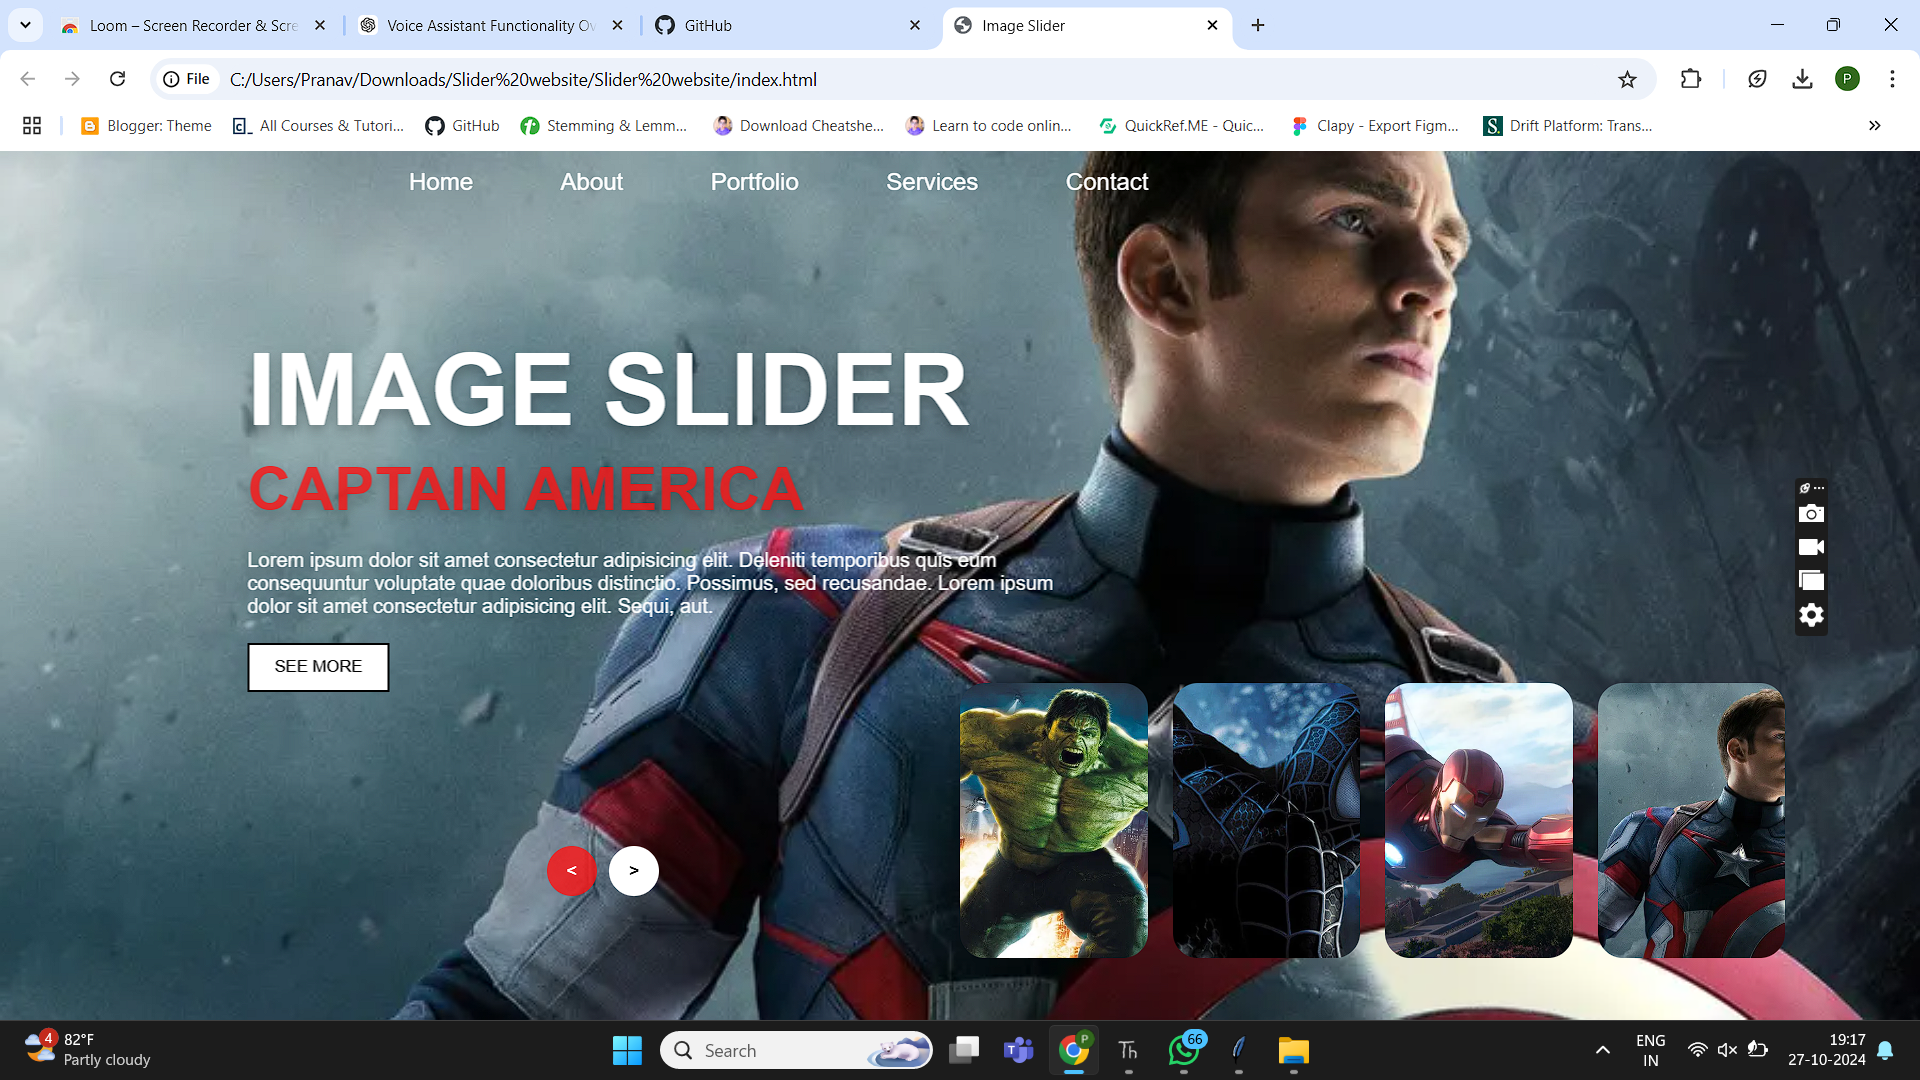 Loom – Screen Recorder & Scre
Voice Assistant Functionality Ov
GitHub
Image Slider
File
C:/Users/Pranav/Downloads/Slider%20website/Slider%20website/index.html
P
Blogger: Theme
All Courses & Tutori...
GitHub
Stemming & Lemm...
Download Cheatshe...
Learn to code onlin...
QuickRef.ME - Quic...
Clapy - Export Figm...
Drift Platform: Trans...
Home
About
Portfolio
Services
Contact
IMAGE SLIDER
CAPTAIN AMERICA
Lorem ipsum dolor sit amet consectetur adipisicing elit. Deleniti temporibus quis eum
consequuntur voluptate quae doloribus distinctio. Possimus, sed recusandae. Lorem ipsum
dolor sit amet consectetur adipisicing elit. Sequi, aut.
SEE MORE
<
>
4
82°F
Partly cloudy
Search
P
Th
66
ENG
IN
19:17
27-10-2024